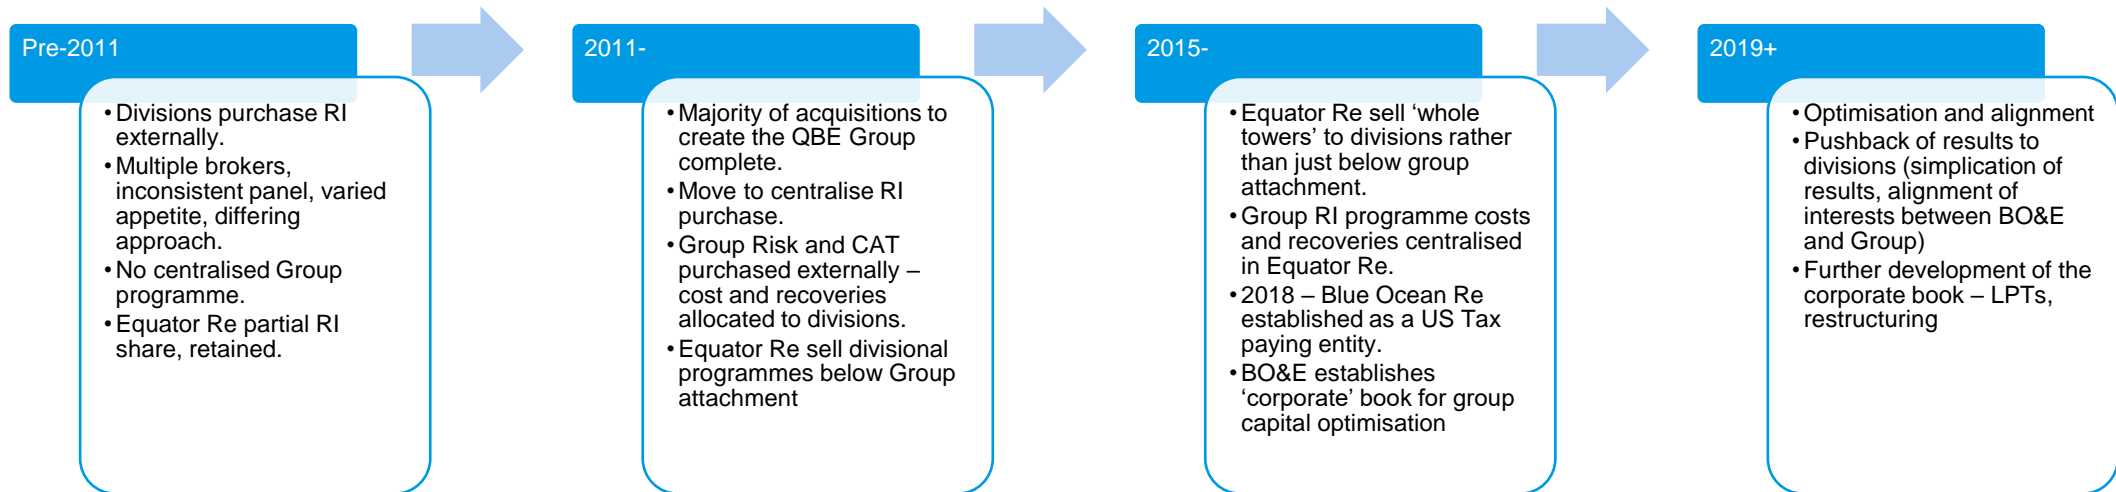 Pre-2011
• Divisions purchase RI
externally.
• Multiple brokers,
inconsistent panel, varied
appetite, differing
approach.
• No centralised Group
programme.
• Equator Re partial RI
share, retained.
2011-
• Majority of acquisitions to
create the QBE Group
complete.
• Move to centralise RI
purchase.
• Group Risk and CAT
purchased externally –
cost and recoveries
allocated to divisions.
• Equator Re sell divisional
programmes below Group
attachment
2015-
• Equator Re sell ‘whole
towers’ to divisions rather
than just below group
attachment.
• Group RI programme costs
and recoveries centralised
in Equator Re.
• 2018 – Blue Ocean Re
established as a US Tax
paying entity.
• BO&E establishes
‘corporate’ book for group
capital optimisation
2019+
• Optimisation and alignment
• Pushback of results to
divisions (simplication of
results, alignment of
interests between BO&E
and Group)
• Further development of the
corporate book – LPTs,
restructuring